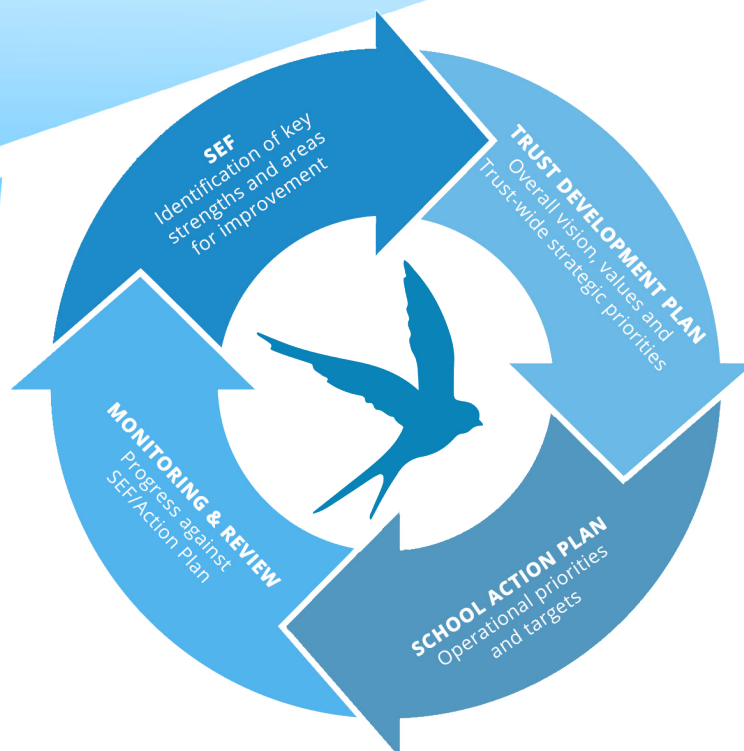 SEF
Identification of key
strengths and areas
for improvement
TRUST DEVELOPMENT PLAN
Overall vision, values and
Trust-wide strategic priorities
SCHOOL ACTION PLAN
Operational priorities
and targets
MONITORING & REVIEW
Progress against
SEF/Action Plan